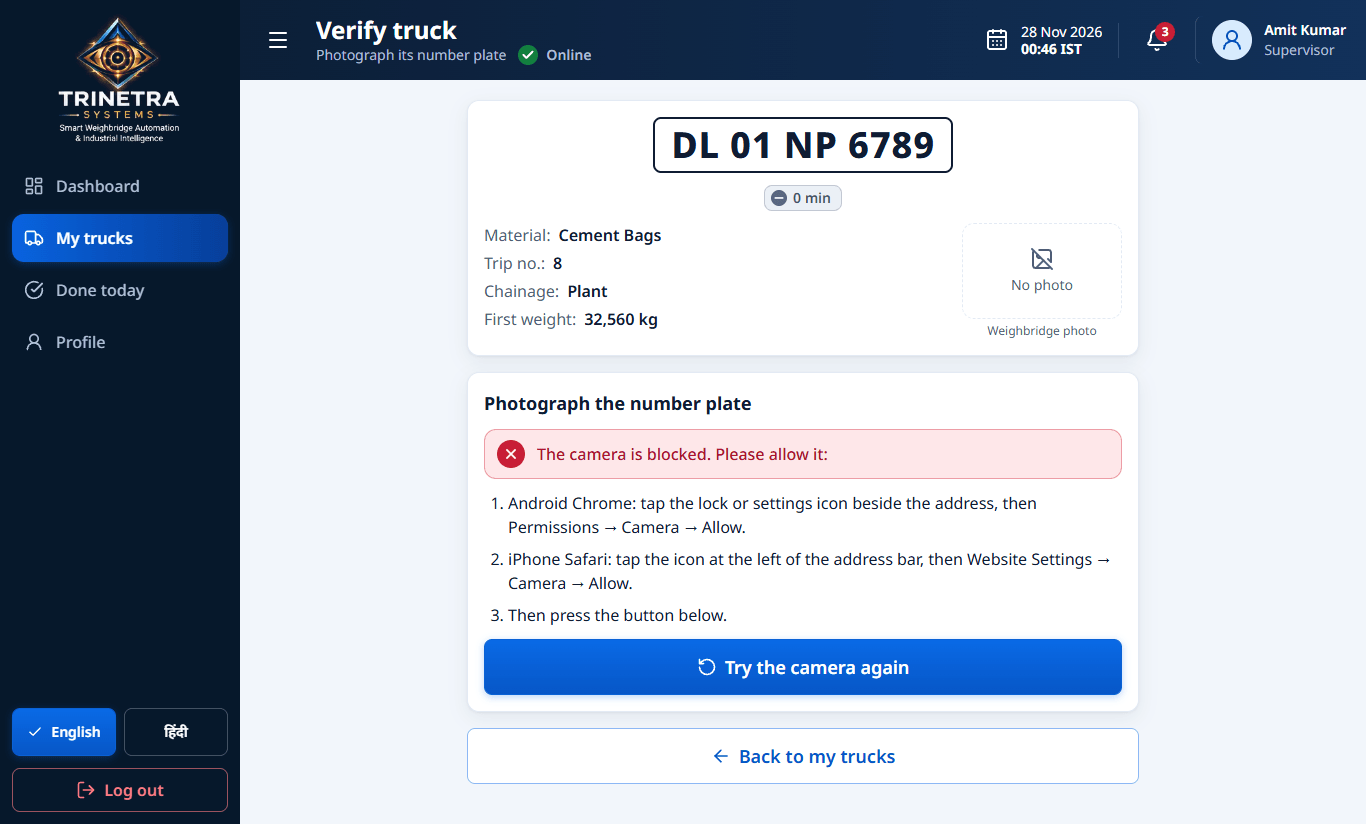 TRINETRA
SYSTEMS
Smart Weighbridge Automation
& Industrial Intelligence
Dashboard
My trucks
Done today
Profile
English
हिंदी
Log out
Verify truck
Photograph its number plate
Online
28 Nov 2026
00:46 IST
3
Amit Kumar
Supervisor
DL 01 NP 6789
0 min
Material: Cement Bags
Trip no.: 8
Chainage: Plant
First weight: 32,560 kg
No photo
Weighbridge photo
Photograph the number plate
The camera is blocked. Please allow it:
1. Android Chrome: tap the lock or settings icon beside the address, then
Permissions → Camera → Allow.
2. iPhone Safari: tap the icon at the left of the address bar, then Website Settings →
Camera → Allow.
3. Then press the button below.
Try the camera again
Back to my trucks